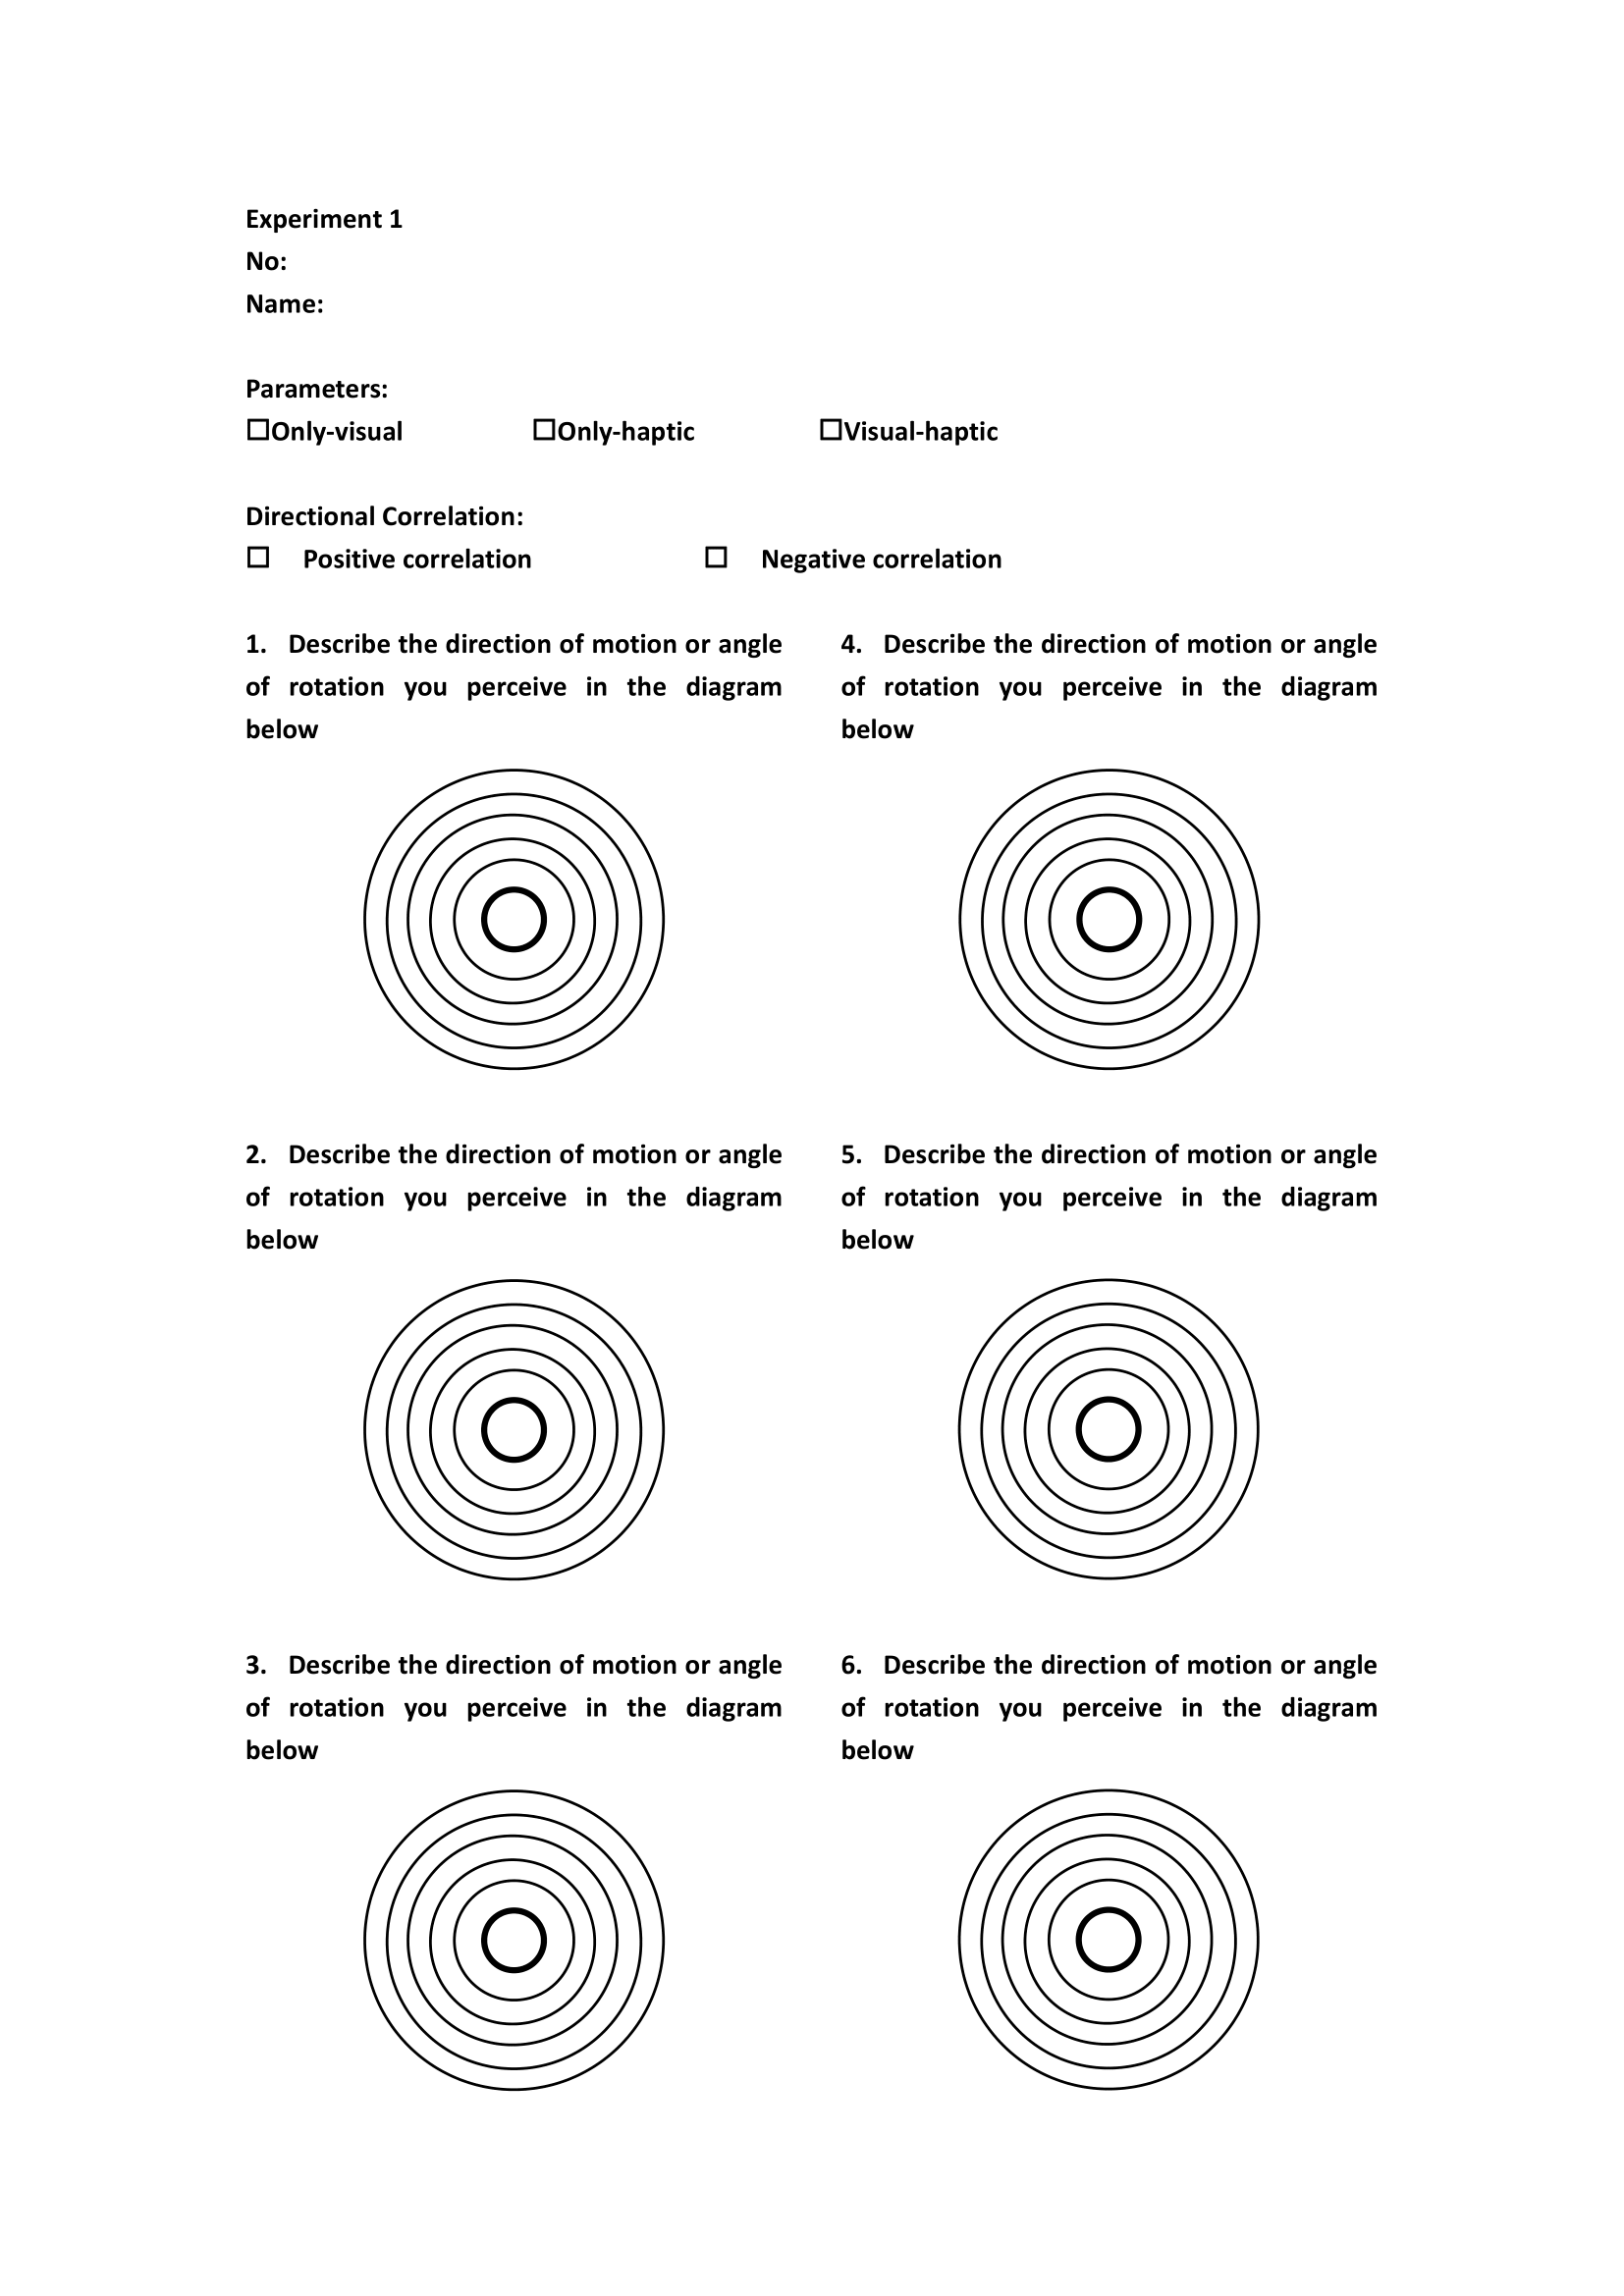 Experiment 1
No:
Name:
Parameters:
☐Only-visual ☐Only-haptic ☐Visual-haptic
Directional Correlation:
☐ Positive correlation ☐ Negative correlation
1. Describe the direction of motion or angle
of rotation you perceive in the diagram
below
2. Describe the direction of motion or angle
of rotation you perceive in the diagram
below
3. Describe the direction of motion or angle
of rotation you perceive in the diagram
below
4. Describe the direction of motion or angle
of rotation you perceive in the diagram
below
5. Describe the direction of motion or angle
of rotation you perceive in the diagram
below
6. Describe the direction of motion or angle
of rotation you perceive in the diagram
below